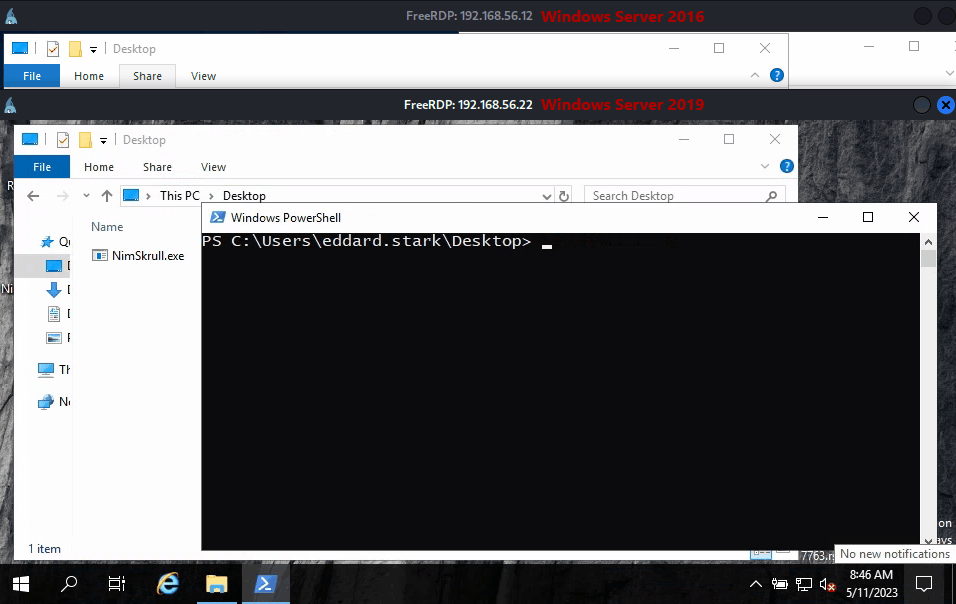 FreeRDP: 192.168.56.12 Windows Server 2016
Desktop
File Home Share View
FreeRDP: 192.168.56.22 Windows Server 2019
Desktop
File Home Share View
This PC Desktop Search Desktop
Windows PowerShell
PS C:\Users\eddard.stark\Desktop>
Name
NimSkrull.exe
1 item
No new notifications
8:46 AM
5/11/2023